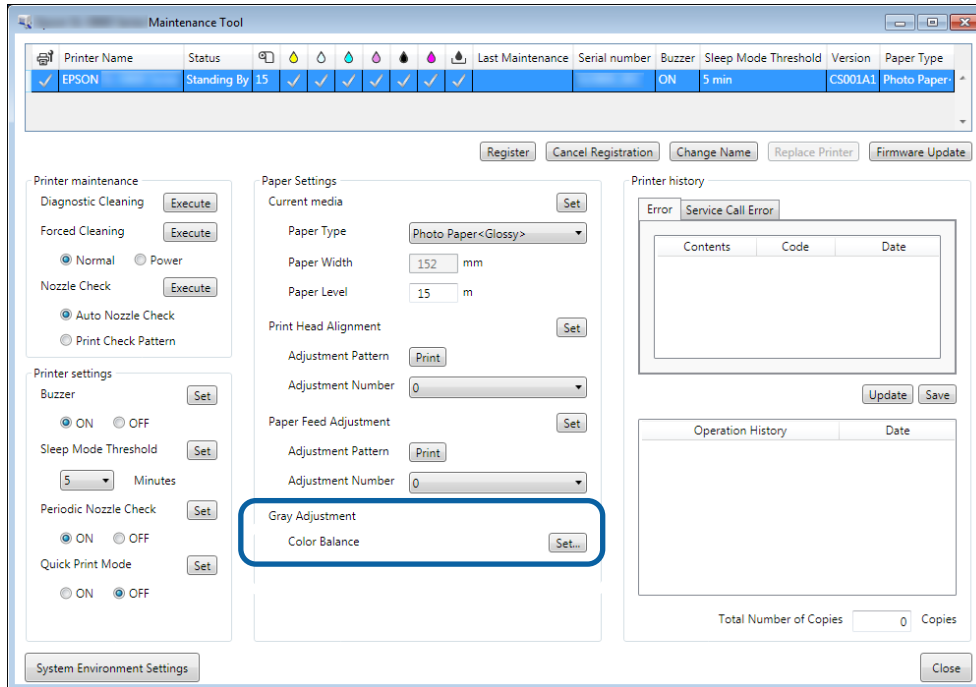 Maintenance Tool
Printer Name Status Last Maintenance Serial number Buzzer Sleep Mode Threshold Version Paper Type
EPSON Standing By 15 ON 5 min CS001A1 Photo Paper
Register Cancel Registration Change Name Replace Printer Firmware Update
Printer maintenance
Diagnostic Cleaning Execute
Forced Cleaning Execute
Normal Power
Nozzle Check Execute
Auto Nozzle Check
Print Check Pattern
Printer settings
Buzzer Set
ON OFF
Sleep Mode Threshold Set
5 Minutes
Periodic Nozzle Check Set
ON OFF
Quick Print Mode Set
ON OFF
Paper Settings
Current media Set
Paper Type Photo Paper<Glossy>
Paper Width 152 mm
Paper Level 15 m
Print Head Alignment Set
Adjustment Pattern Print
Adjustment Number 0
Paper Feed Adjustment Set
Adjustment Pattern Print
Adjustment Number 0
Gray Adjustment
Color Balance Set...
Printer history
Error Service Call Error
Contents Code Date
Update Save
Operation History Date
Total Number of Copies 0 Copies
System Environment Settings Close